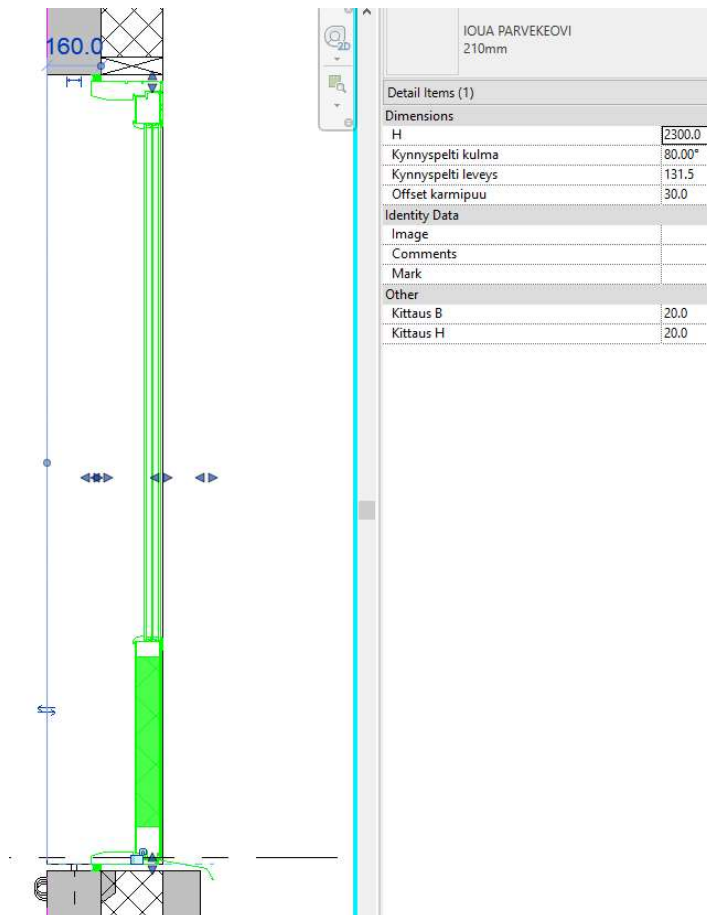 160.0
2D
IOUA PARVEKEOVI
210mm
Detail Items (1)
Dimensions
H 2300.0
Kynnyspelti kulma 80.00°
Kynnyspelti leveys 131.5
Offset karmipuu 30.0
Identity Data
Image
Comments
Mark
Other
Kittaus B 20.0
Kittaus H 20.0